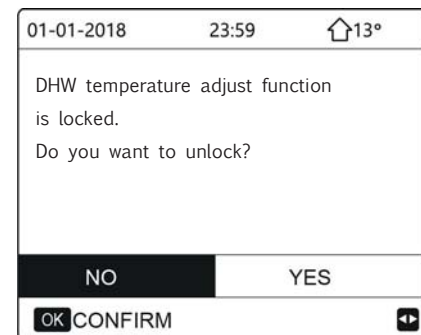 01-01-2018 23:59 13°
DHW temperature adjust function
is locked.
Do you want to unlock?
NO YES
OK CONFIRM